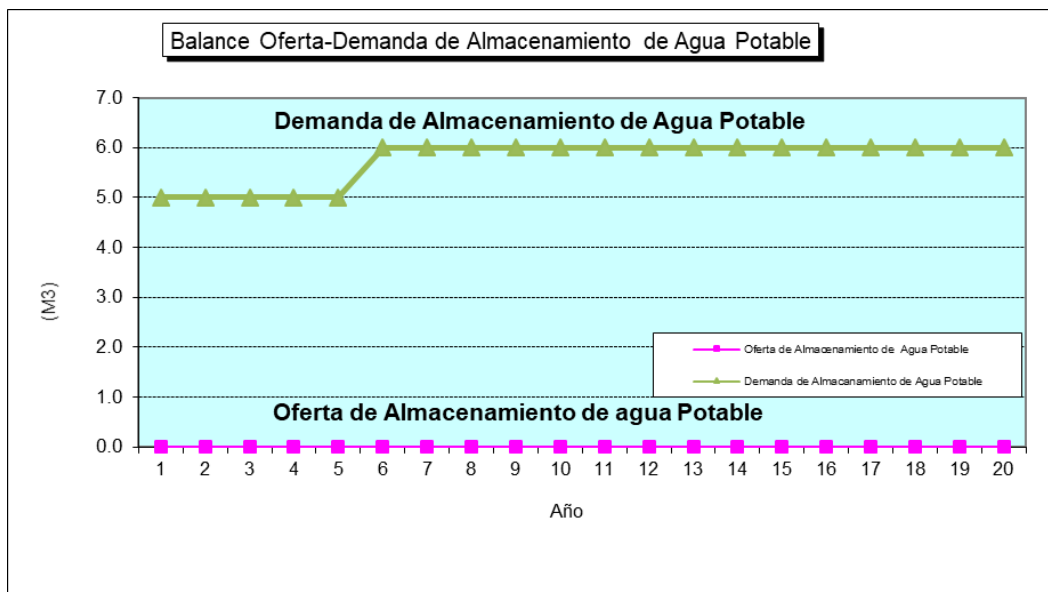 Balance Oferta-Demanda de Almacenamiento de Agua Potable
7.0
Demanda de Almacenamiento de Agua Potable
6.0
5.0
4.0
(M3)
3.0
2.0
Oferta de Almacenamiento de Agua Potable
Demanda de Almacanamiento de Agua Potable
1.0
Oferta de Almacenamiento de agua Potable
0.0
1 2 3 4 5 6 7 8 9 10 11 12 13 14 15 16 17 18 19 20
Año